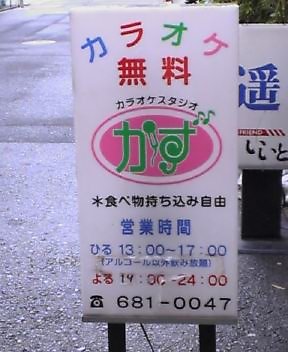 カラオケ
無料
カラオケスタジオ
かず
＊食べ物持ち込み自由
営業時間
ひる 13：00〜17：00
(アルコール以外飲み放題)
よる 19：00-24：00
☎ 681-0047
遥
FRIEND